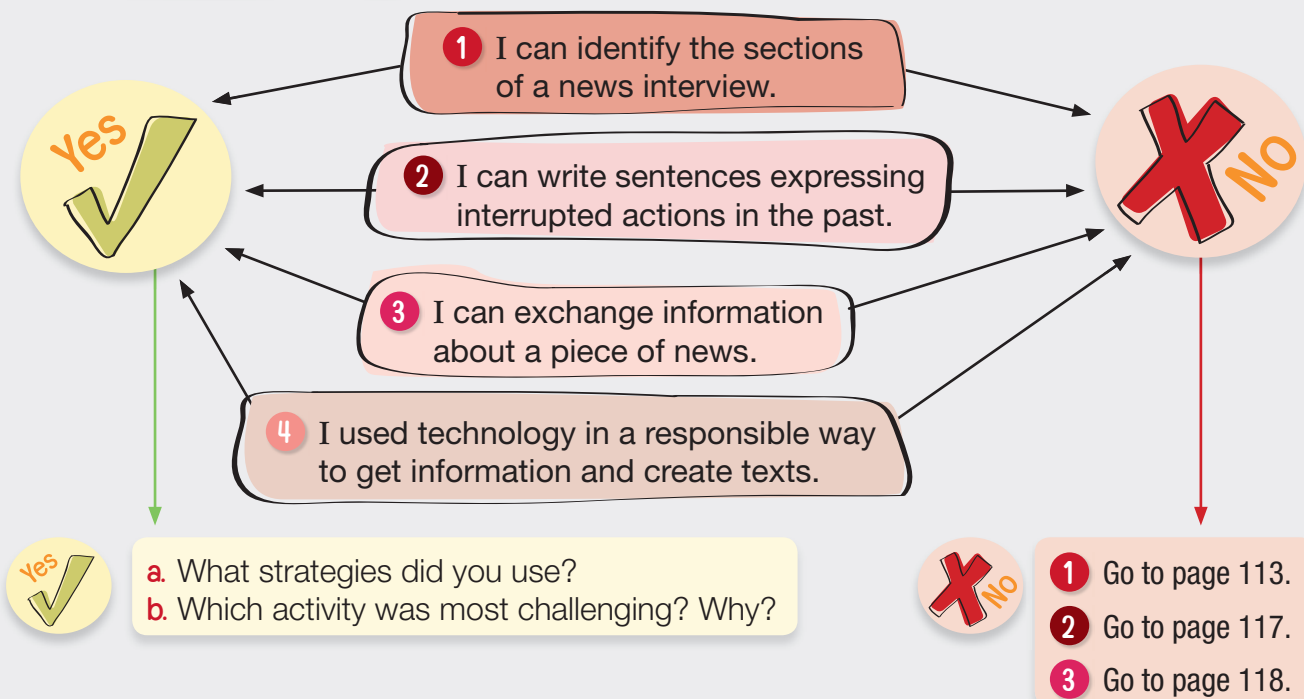 1 I can identify the sections
of a news interview.
Yes
No
2 I can write sentences expressing
interrupted actions in the past.
3 I can exchange information
about a piece of news.
4 I used technology in a responsible way
to get information and create texts.
Yes
a. What strategies did you use?
b. Which activity was most challenging? Why?
No
1 Go to page 113.
2 Go to page 117.
3 Go to page 118.